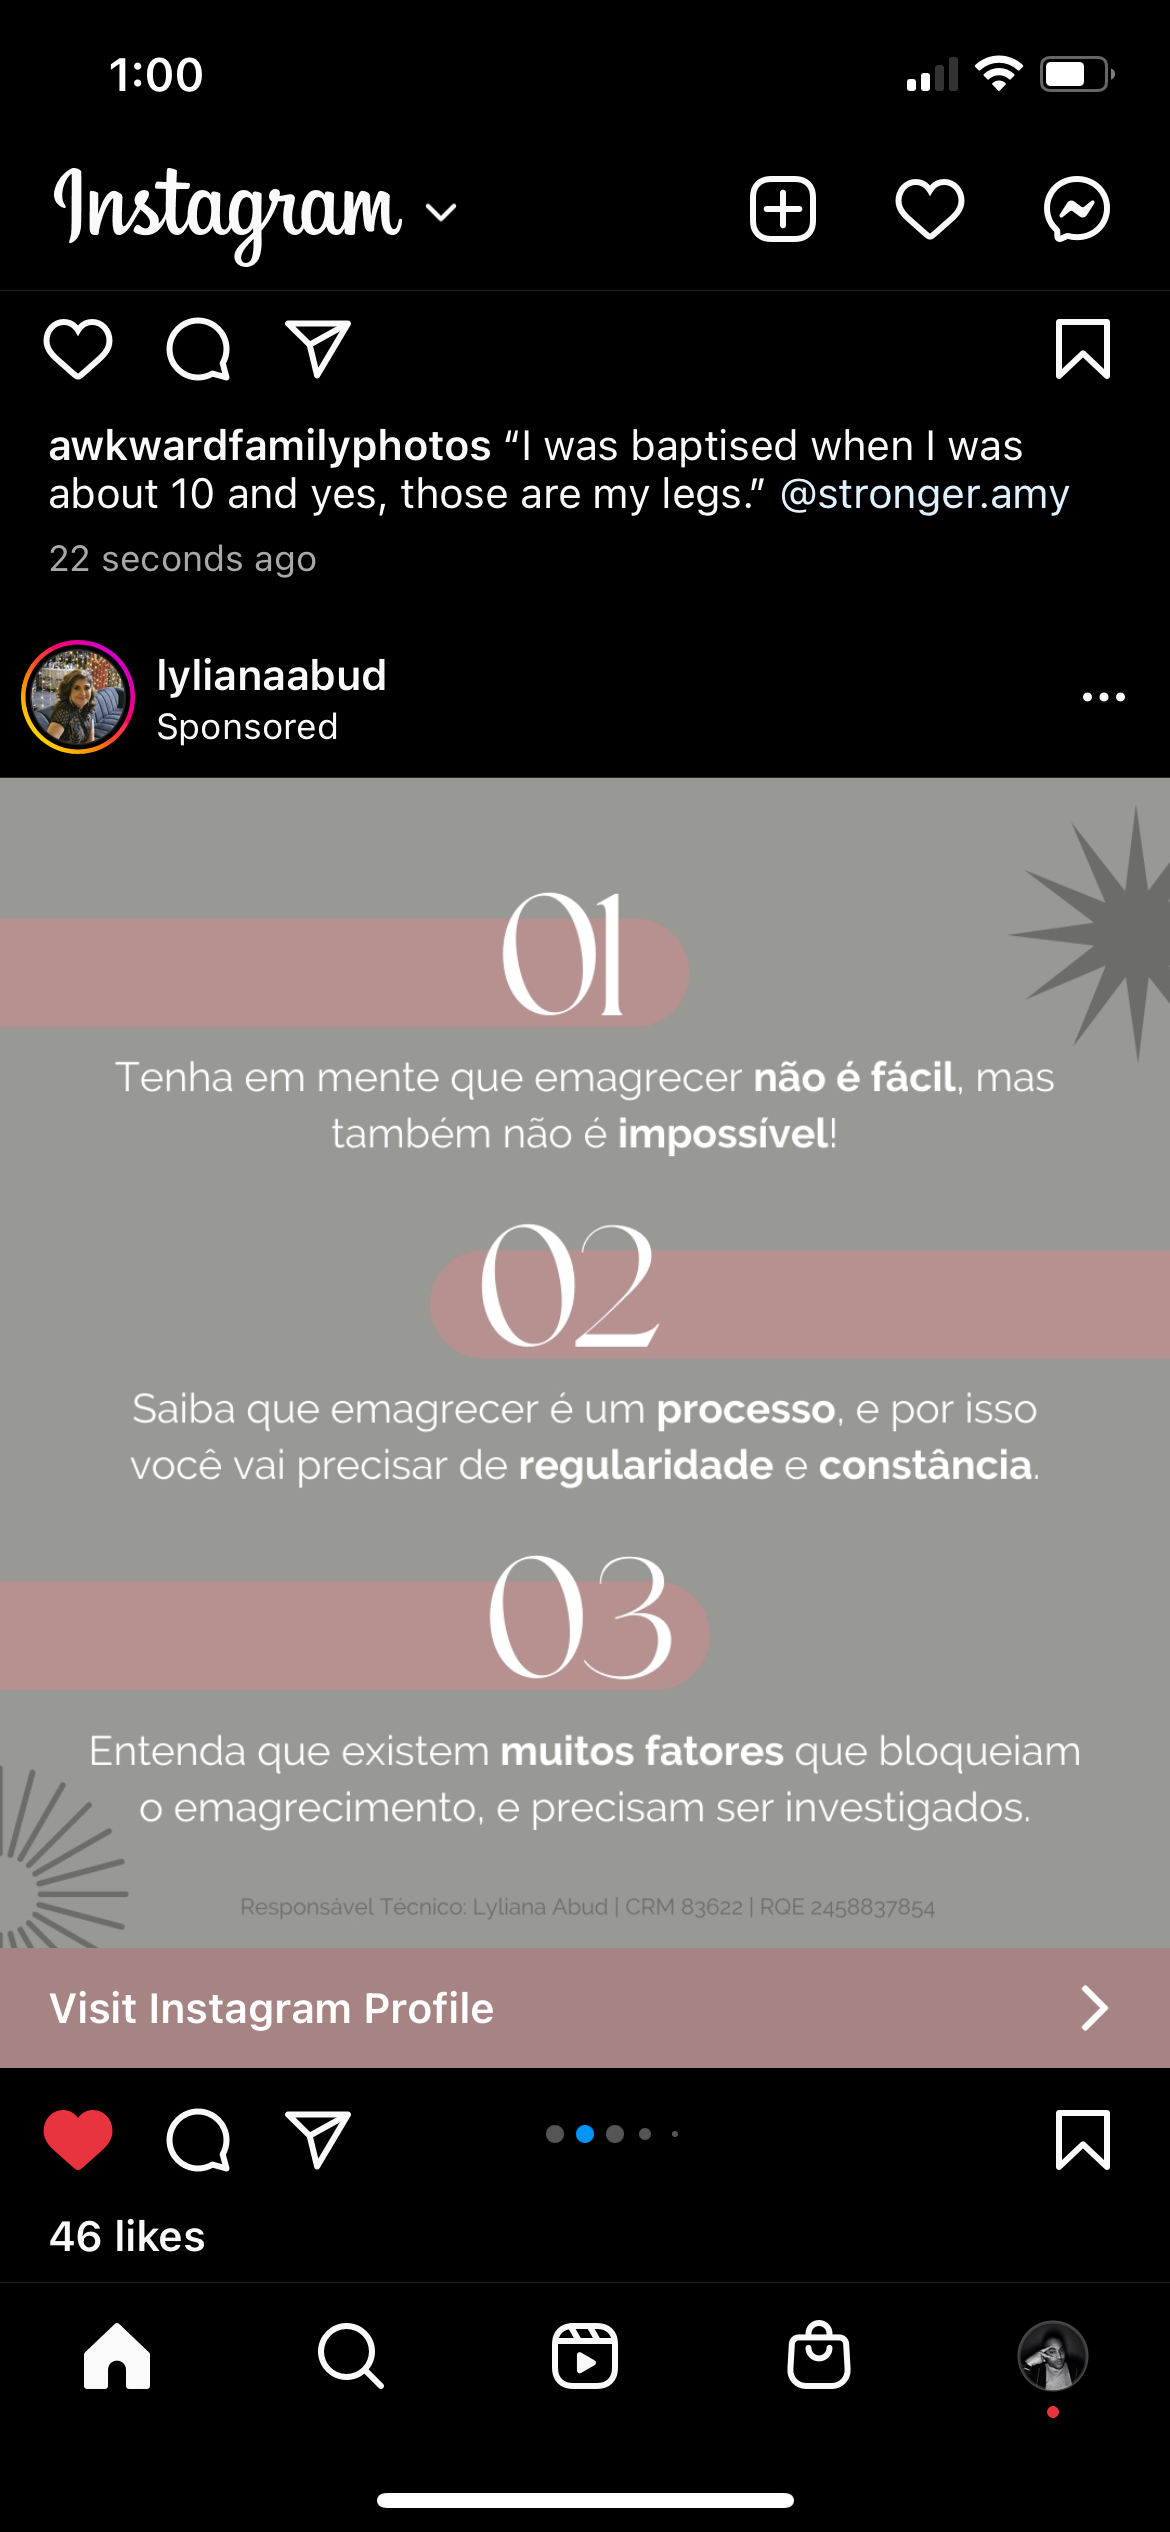 1:00
Instagram
awkwardfamilyphotos “I was baptised when I was
about 10 and yes, those are my legs.” @stronger.amy
22 seconds ago
lylianaabud
Sponsored
01
Tenha em mente que emagrecer não é fácil, mas
também não é impossível!
02
Saiba que emagrecer é um processo, e por isso
você vai precisar de regularidade e constância.
03
Entenda que existem muitos fatores que bloqueiam
o emagrecimento, e precisam ser investigados.
Responsável Técnico: Lyliana Abud | CRM 83622 | RQE 2458837854
Visit Instagram Profile
46 likes